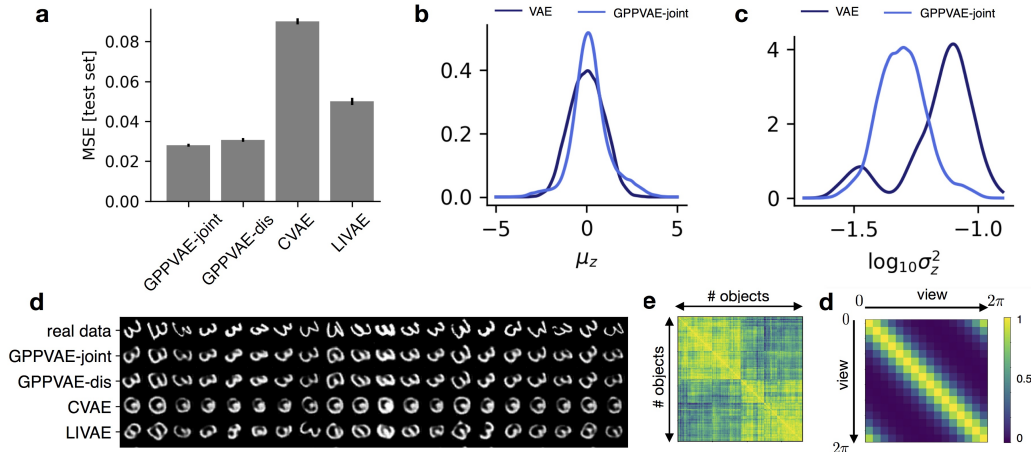 a
MSE [test set]
0.08
0.06
0.04
0.02
0.00
GPPVAE-joint
GPPVAE-dis
CVAE
LIVAE
b
VAE
GPPVAE-joint
0.4
0.2
0.0
−5
0
5
μz
c
VAE
GPPVAE-joint
4
2
0
−1.5
−1.0
log10σ²z
d
real data
GPPVAE-joint
GPPVAE-dis
CVAE
LIVAE
e
# objects
# objects
d
0
view
2π
0
view
2π
1
0.5
0